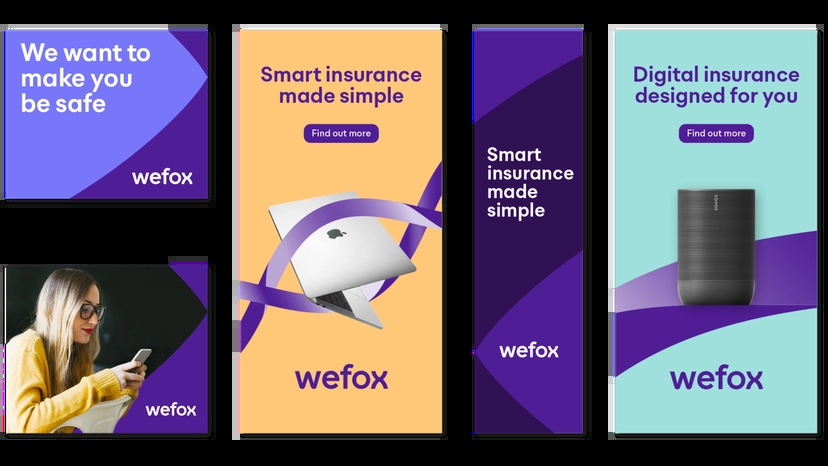 We want to
make you
be safe
wefox
wefox
Smart insurance
made simple
Find out more
wefox
Smart
insurance
made
simple
wefox
Digital insurance
designed for you
Find out more
SONOS
wefox